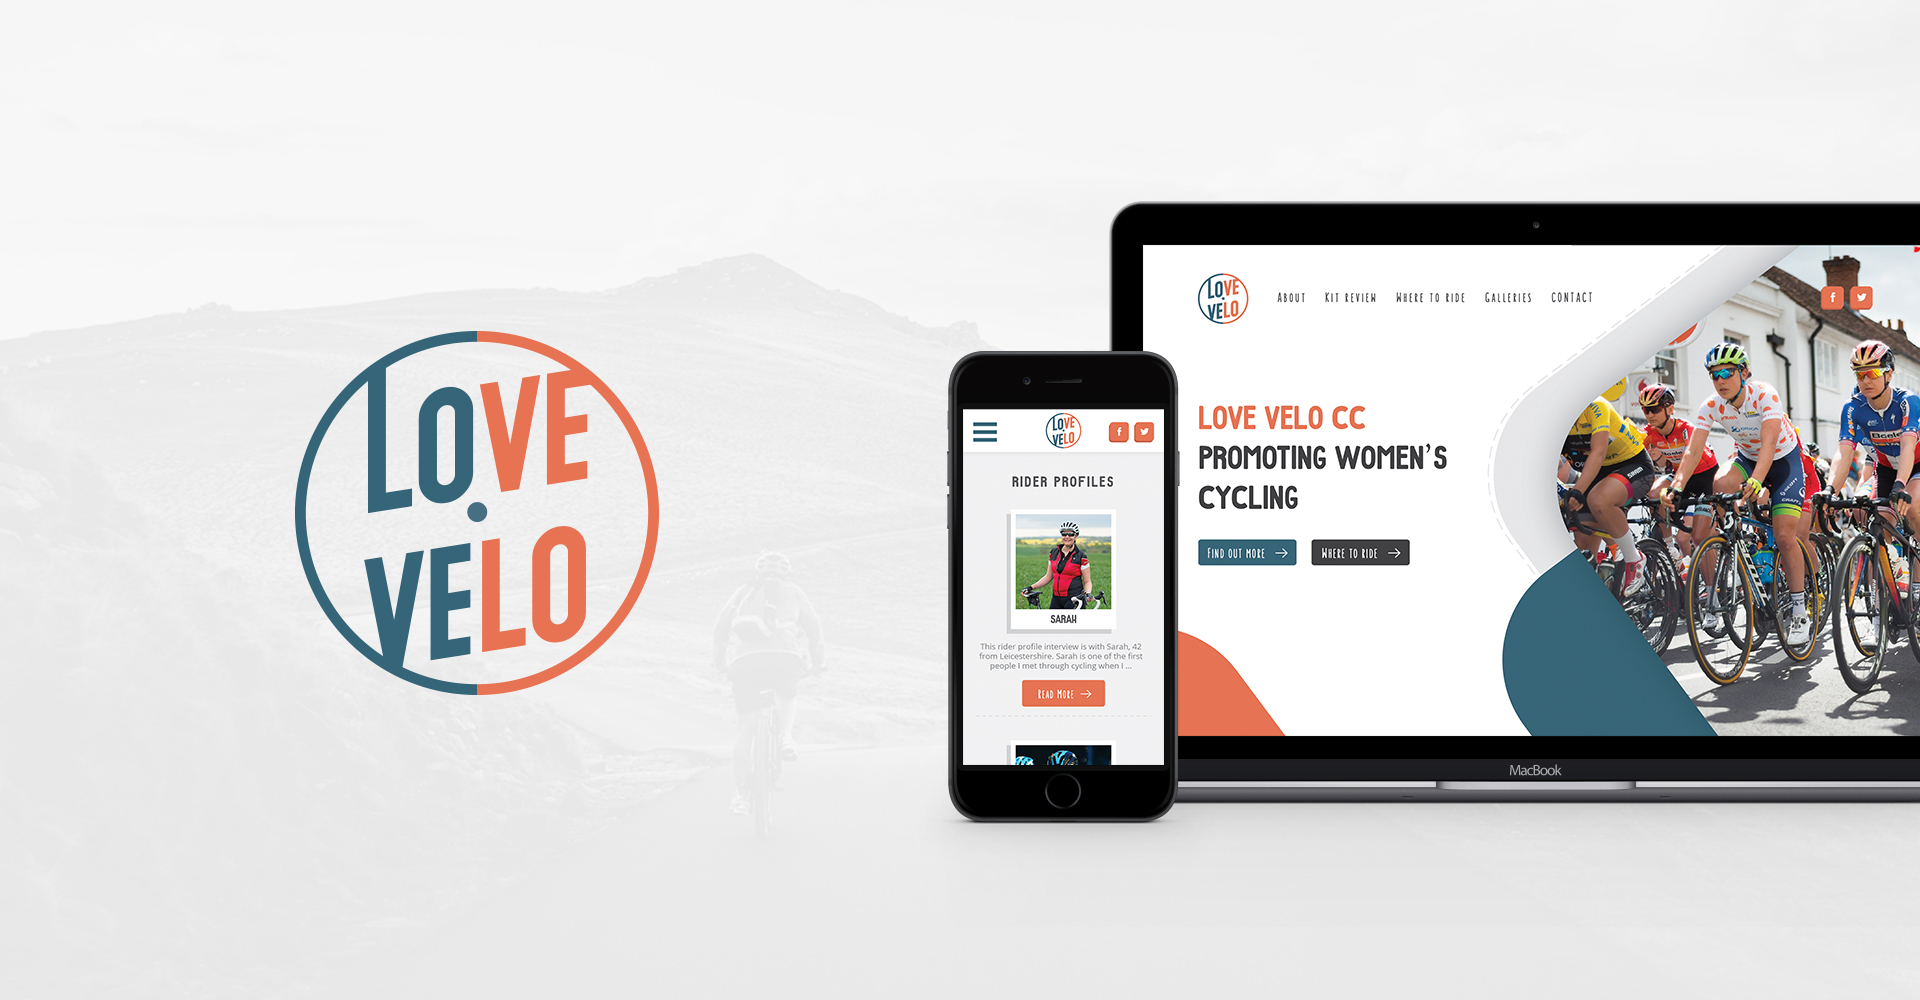 LOVE
VELO
LOVE
VELO
RIDER PROFILES
SARAH
This rider profile interview is with Sarah, 42
from Leicestershire. Sarah is one of the first
people I met through cycling when I ...
READ MORE
LOVE
VELO
ABOUT
KIT REVIEW
WHERE TO RIDE
GALLERIES
CONTACT
LOVE VELO CC
PROMOTING WOMEN'S
CYCLING
FIND OUT MORE
WHERE TO RIDE
MacBook